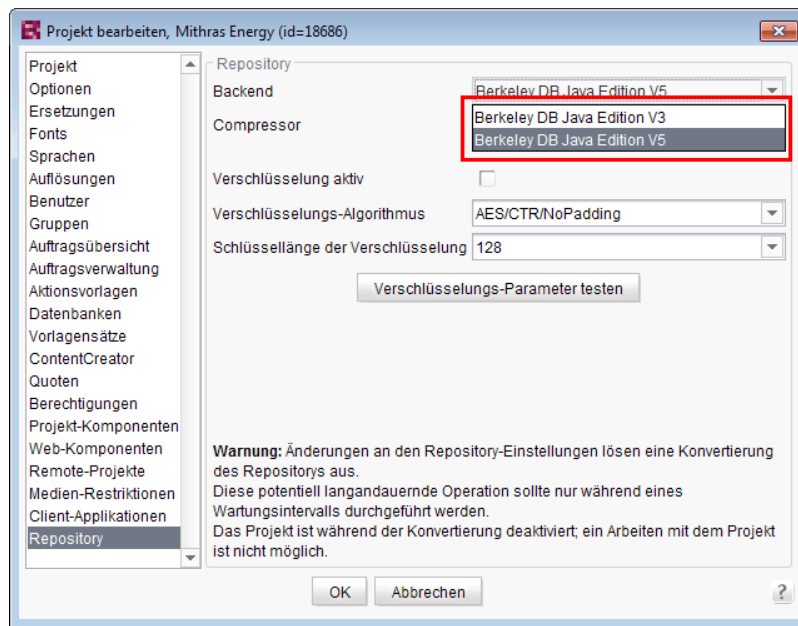 Projekt bearbeiten, Mithras Energy (id=18686)
Projekt
Optionen
Ersetzungen
Fonts
Sprachen
Auflösungen
Benutzer
Gruppen
Auftragsübersicht
Auftragsverwaltung
Aktionsvorlagen
Datenbanken
Vorlagensätze
ContentCreator
Quoten
Berechtigungen
Projekt-Komponenten
Web-Komponenten
Remote-Projekte
Medien-Restriktionen
Client-Applikationen
Repository
Repository
Backend Berkeley DB Java Edition V5
Berkeley DB Java Edition V3
Compressor
Berkeley DB Java Edition V5
Verschlüsselung aktiv
Verschlüsselungs-Algorithmus AES/CTR/NoPadding
Schlüssellänge der Verschlüsselung 128
Verschlüsselungs-Parameter testen
Warnung: Änderungen an den Repository-Einstellungen lösen eine Konvertierung
des Repositorys aus.
Diese potentiell langandauernde Operation sollte nur während eines
Wartungsintervalls durchgeführt werden.
Das Projekt ist während der Konvertierung deaktiviert; ein Arbeiten mit dem Projekt
ist nicht möglich.
OK Abbrechen ?